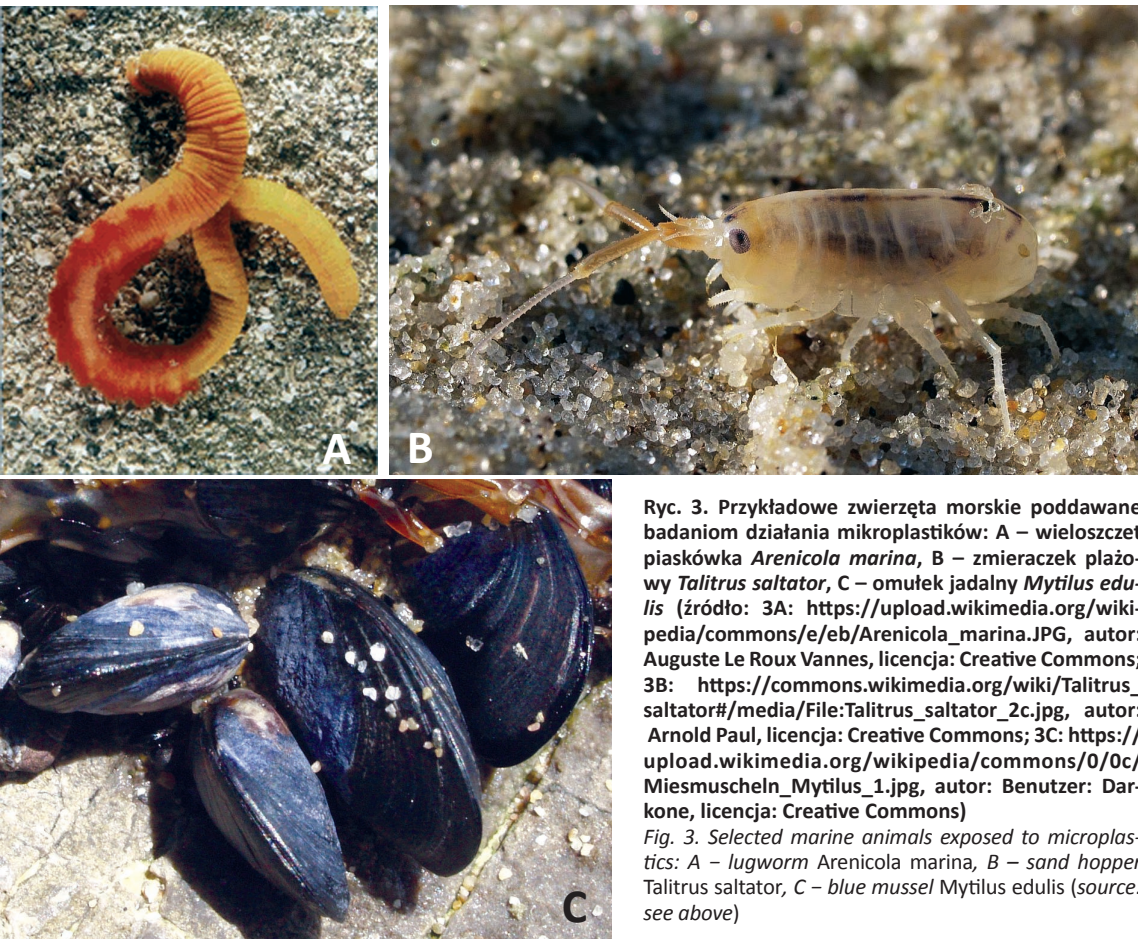 A
B
C
Ryc. 3. Przykładowe zwierzęta morskie poddawane
badaniom działania mikroplastików: A – wieloszczet
piaskówka Arenicola marina, B – zmieraczek plażo-
wy Talitrus saltator, C – omułek jadalny Mytilus edu-
lis (źródło: 3A: https://upload.wikimedia.org/wiki-
pedia/commons/e/eb/Arenicola_marina.JPG, autor:
Auguste Le Roux Vannes, licencja: Creative Commons;
3B: https://commons.wikimedia.org/wiki/Talitrus_
saltator#/media/File:Talitrus_saltator_2c.jpg, autor:
Arnold Paul, licencja: Creative Commons; 3C: https://
upload.wikimedia.org/wikipedia/commons/0/0c/
Miesmuscheln_Mytilus_1.jpg, autor: Benutzer: Dar-
kone, licencja: Creative Commons)
Fig. 3. Selected marine animals exposed to microplas-
tics: A – lugworm Arenicola marina, B – sand hopper
Talitrus saltator, C – blue mussel Mytilus edulis (source:
see above)